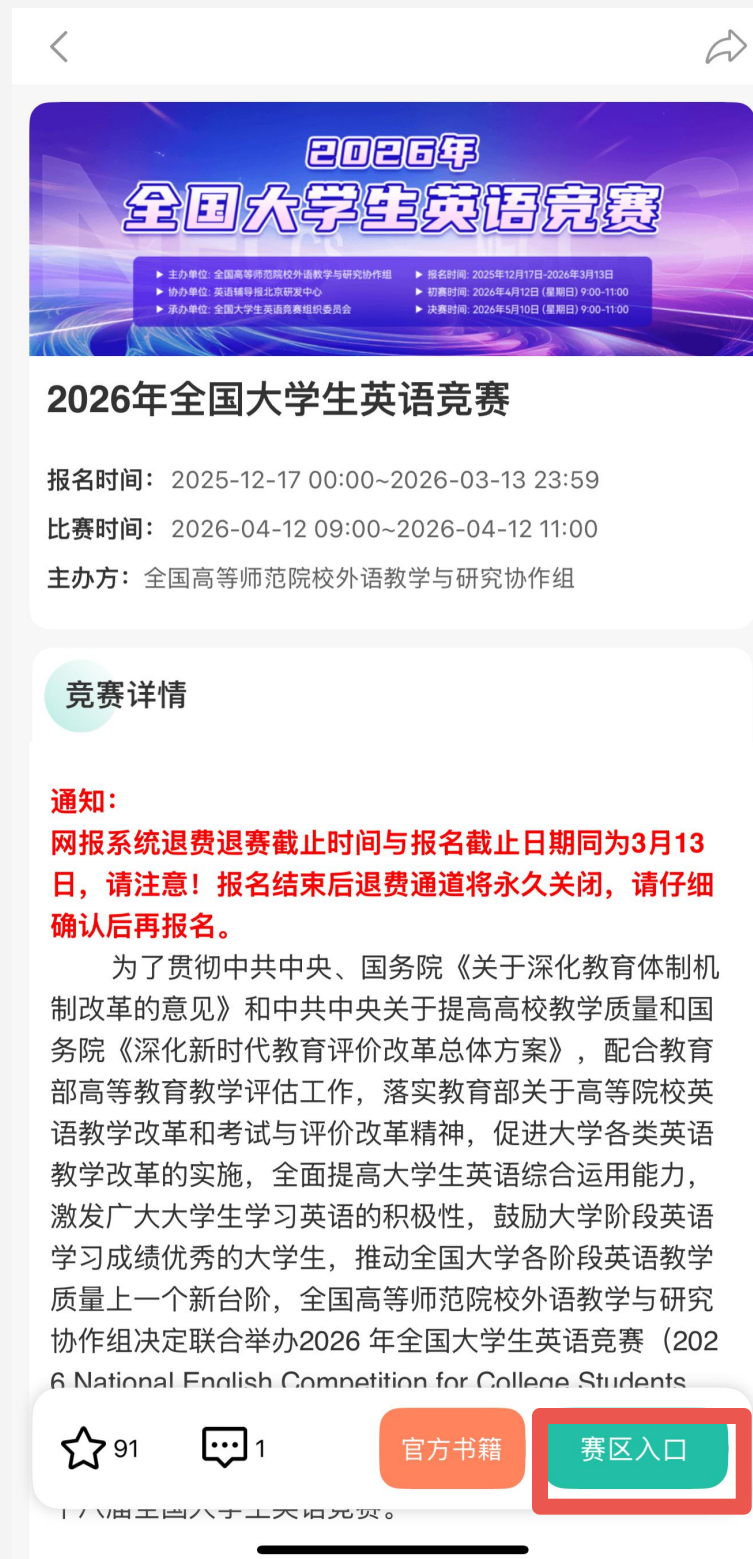 2026年
全国大学生英语竞赛
▶ 主办单位: 全国高等师范院校外语教学与研究协作组
▶ 报名时间: 2025年12月17日-2026年3月13日
▶ 协办单位: 英语辅导报北京研发中心
▶ 初赛时间: 2026年4月12日 (星期日) 9:00-11:00
▶ 承办单位: 全国大学生英语竞赛组织委员会
▶ 决赛时间: 2026年5月10日 (星期日) 9:00-11:00
2026年全国大学生英语竞赛
报名时间：2025-12-17 00:00~2026-03-13 23:59
比赛时间：2026-04-12 09:00~2026-04-12 11:00
主办方：全国高等师范院校外语教学与研究协作组
竞赛详情
通知：
网报系统退费退赛截止时间与报名截止日期同为3月13
日，请注意！报名结束后退费通道将永久关闭，请仔细
确认后再报名。
为了贯彻中共中央、国务院《关于深化教育体制机
制改革的意见》和中共中央关于提高高校教学质量和国
务院《深化新时代教育评价改革总体方案》，配合教育
部高等教育教学评估工作，落实教育部关于高等院校英
语教学改革和考试与评价改革精神，促进大学各类英语
教学改革的实施，全面提高大学生英语综合运用能力，
激发广大大学生学习英语的积极性，鼓励大学阶段英语
学习成绩优秀的大学生，推动全国大学各阶段英语教学
质量上一个新台阶，全国高等师范院校外语教学与研究
协作组决定联合举办2026 年全国大学生英语竞赛（202
6 National English Competition for College Students
91
1
官方书籍
赛区入口